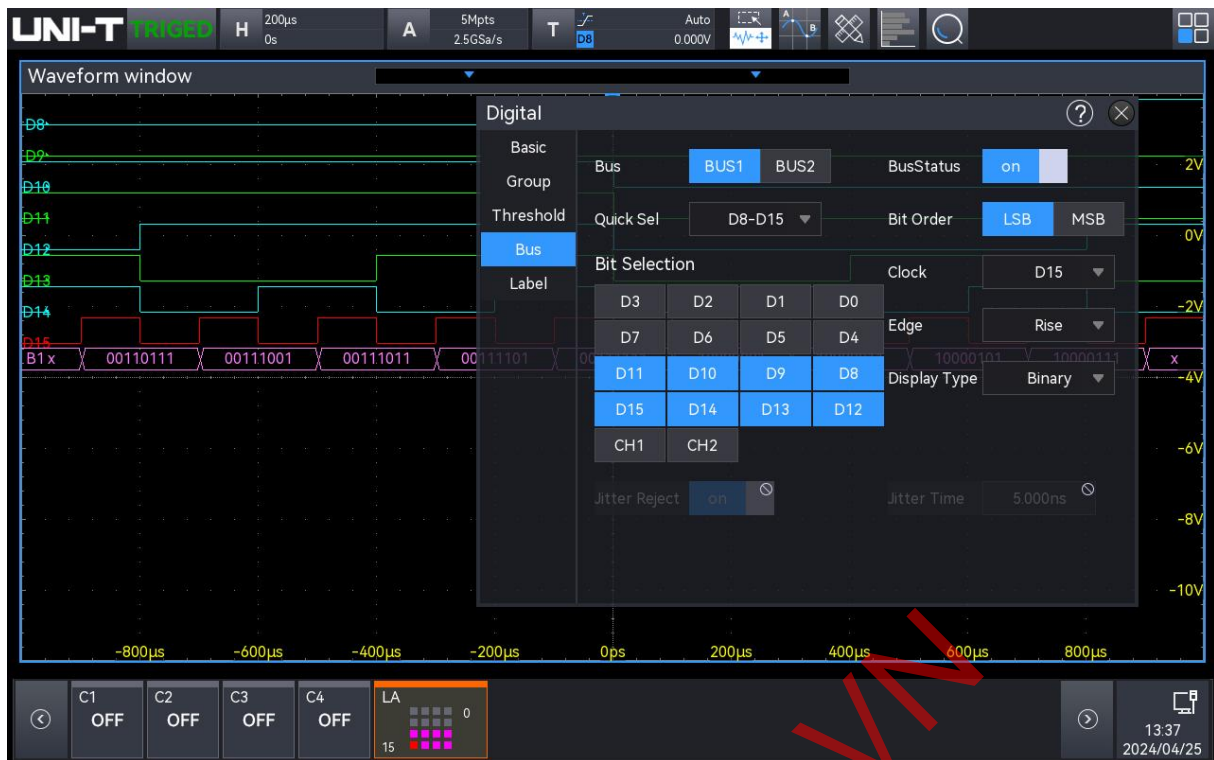 UNI-T TRIGED H 200μs 0s A 5Mpts 2.5GSa/s T D8 Auto 0.000V A B
Waveform window
Digital ?
Basic
Group
Threshold
Bus
Label
Bus BUS1 BUS2 BusStatus on
Quick Sel D8-D15 Bit Order LSB MSB
Bit Selection
Clock D15
D3 D2 D1 D0
Edge Rise
D7 D6 D5 D4
D11 D10 D9 D8
Display Type Binary
D15 D14 D13 D12
CH1 CH2
Jitter Reject on Jitter Time 5.000ns
D8
D9
D10
D11
D12
D13
D14
D15
B1 x 00110111 00111001 00111011 00111101 10000101 10000111 x
2V
0V
-2V
-4V
-6V
-8V
-10V
-800μs -600μs -400μs -200μs 0ps 200μs 400μs 600μs 800μs
C1 OFF
C2 OFF
C3 OFF
C4 OFF
LA 0 15
13:37
2024/04/25
VN